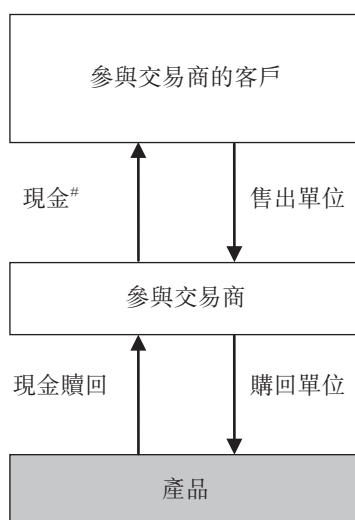 參與交易商的客戶
現金# 售出單位
參與交易商
現金贖回 購回單位
產品